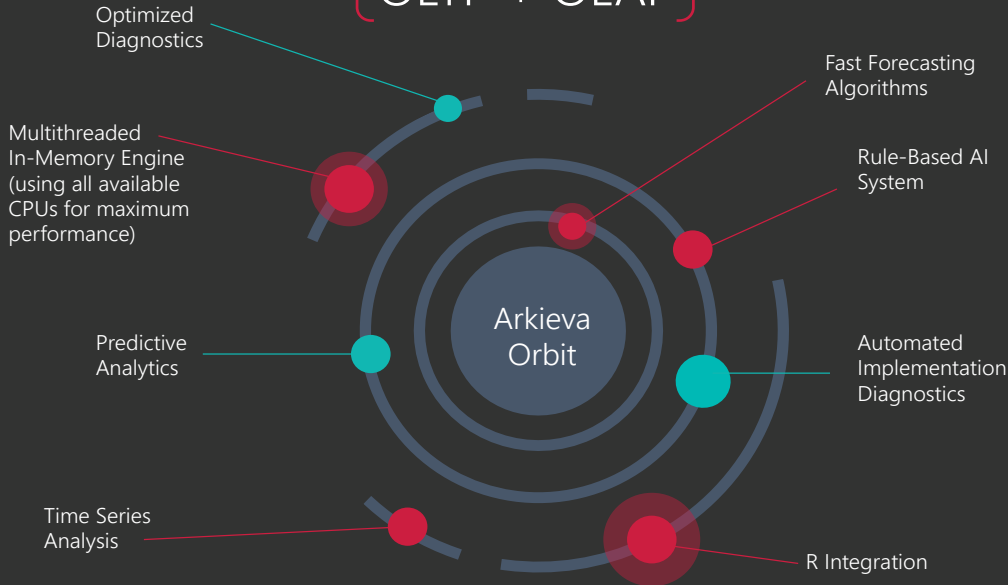 Optimized
Diagnostics
Fast Forecasting
Algorithms
Multithreaded
In-Memory Engine
(using all available
CPUs for maximum
performance)
Rule-Based AI
System
Arkieva
Orbit
Predictive
Analytics
Automated
Implementation
Diagnostics
Time Series
Analysis
R Integration